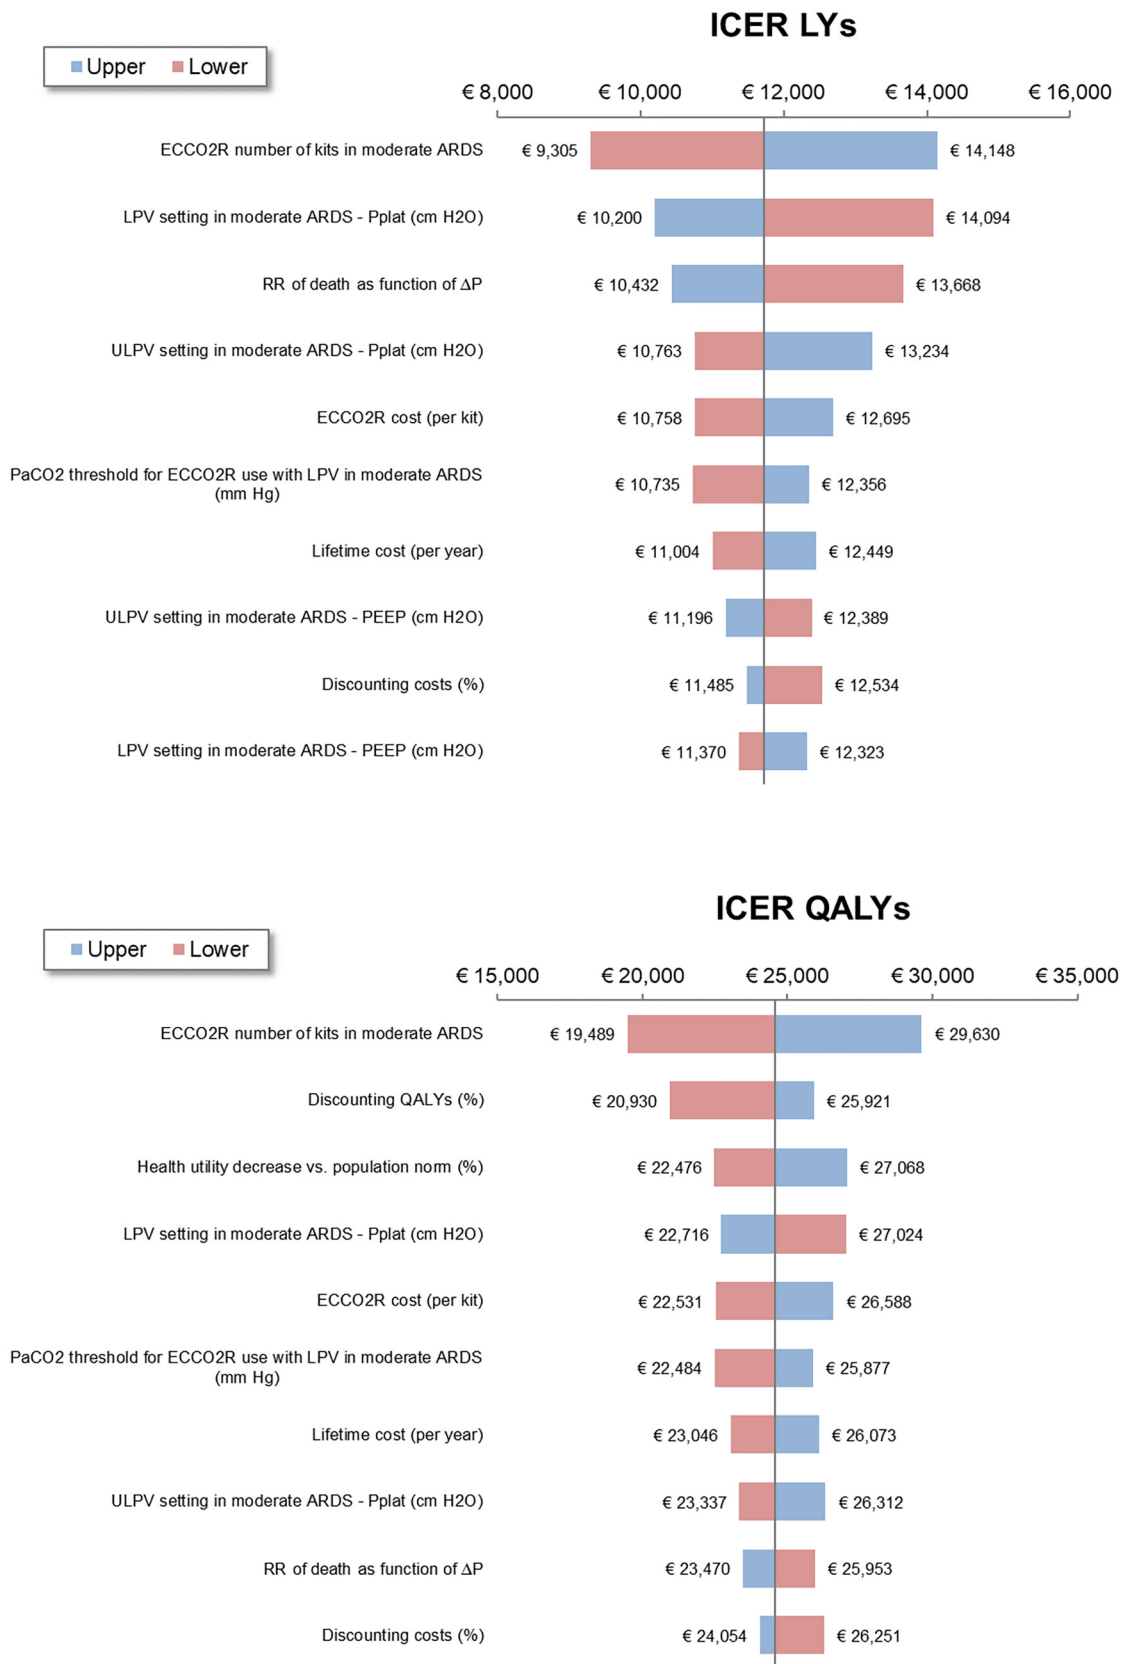 ICER LYs
Upper Lower
€ 8,000 € 10,000 € 12,000 € 14,000 € 16,000
ECCO2R number of kits in moderate ARDS € 9,305 € 14,148
LPV setting in moderate ARDS - Pplat (cm H2O) € 10,200 € 14,094
RR of death as function of ΔP € 10,432 € 13,668
ULPV setting in moderate ARDS - Pplat (cm H2O) € 10,763 € 13,234
ECCO2R cost (per kit) € 10,758 € 12,695
PaCO2 threshold for ECCO2R use with LPV in moderate ARDS
(mm Hg) € 10,735 € 12,356
Lifetime cost (per year) € 11,004 € 12,449
ULPV setting in moderate ARDS - PEEP (cm H2O) € 11,196 € 12,389
Discounting costs (%) € 11,485 € 12,534
LPV setting in moderate ARDS - PEEP (cm H2O) € 11,370 € 12,323
ICER QALYs
Upper Lower
€ 15,000 € 20,000 € 25,000 € 30,000 € 35,000
ECCO2R number of kits in moderate ARDS € 19,489 € 29,630
Discounting QALYs (%) € 20,930 € 25,921
Health utility decrease vs. population norm (%) € 22,476 € 27,068
LPV setting in moderate ARDS - Pplat (cm H2O) € 22,716 € 27,024
ECCO2R cost (per kit) € 22,531 € 26,588
PaCO2 threshold for ECCO2R use with LPV in moderate ARDS
(mm Hg) € 22,484 € 25,877
Lifetime cost (per year) € 23,046 € 26,073
ULPV setting in moderate ARDS - Pplat (cm H2O) € 23,337 € 26,312
RR of death as function of ΔP € 23,470 € 25,953
Discounting costs (%) € 24,054 € 26,251